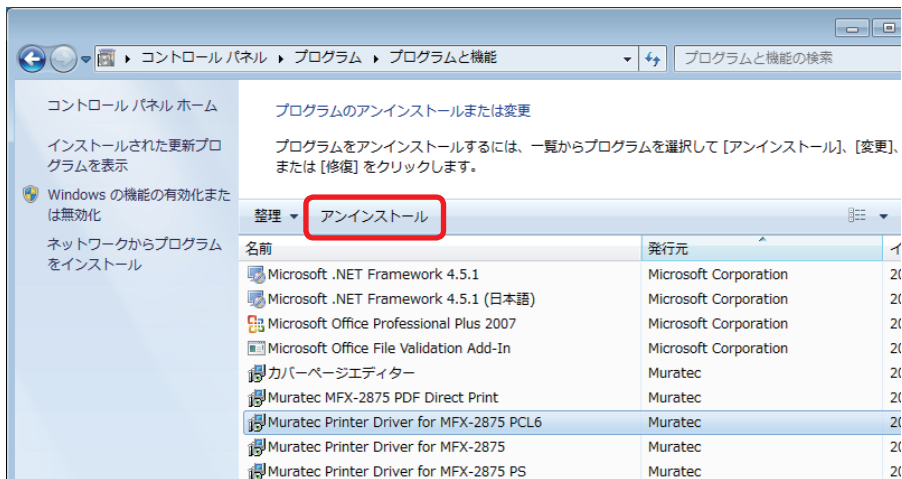 コントロール パネル ▸ プログラム ▸ プログラムと機能
プログラムと機能の検索
コントロール パネル ホーム
インストールされた更新プロ
グラムを表示
Windows の機能の有効化また
は無効化
ネットワークからプログラム
をインストール
プログラムのアンインストールまたは変更
プログラムをアンインストールするには、一覧からプログラムを選択して [アンインストール]、[変更]、
または [修復] をクリックします。
整理 アンインストール
名前 発行元 イ
Microsoft .NET Framework 4.5.1 Microsoft Corporation 20
Microsoft .NET Framework 4.5.1 (日本語) Microsoft Corporation 20
Microsoft Office Professional Plus 2007 Microsoft Corporation 20
Microsoft Office File Validation Add-In Microsoft Corporation 20
カバーページエディター Muratec 20
Muratec MFX-2875 PDF Direct Print Muratec 20
Muratec Printer Driver for MFX-2875 PCL6 Muratec 20
Muratec Printer Driver for MFX-2875 Muratec 20
Muratec Printer Driver for MFX-2875 PS Muratec 20